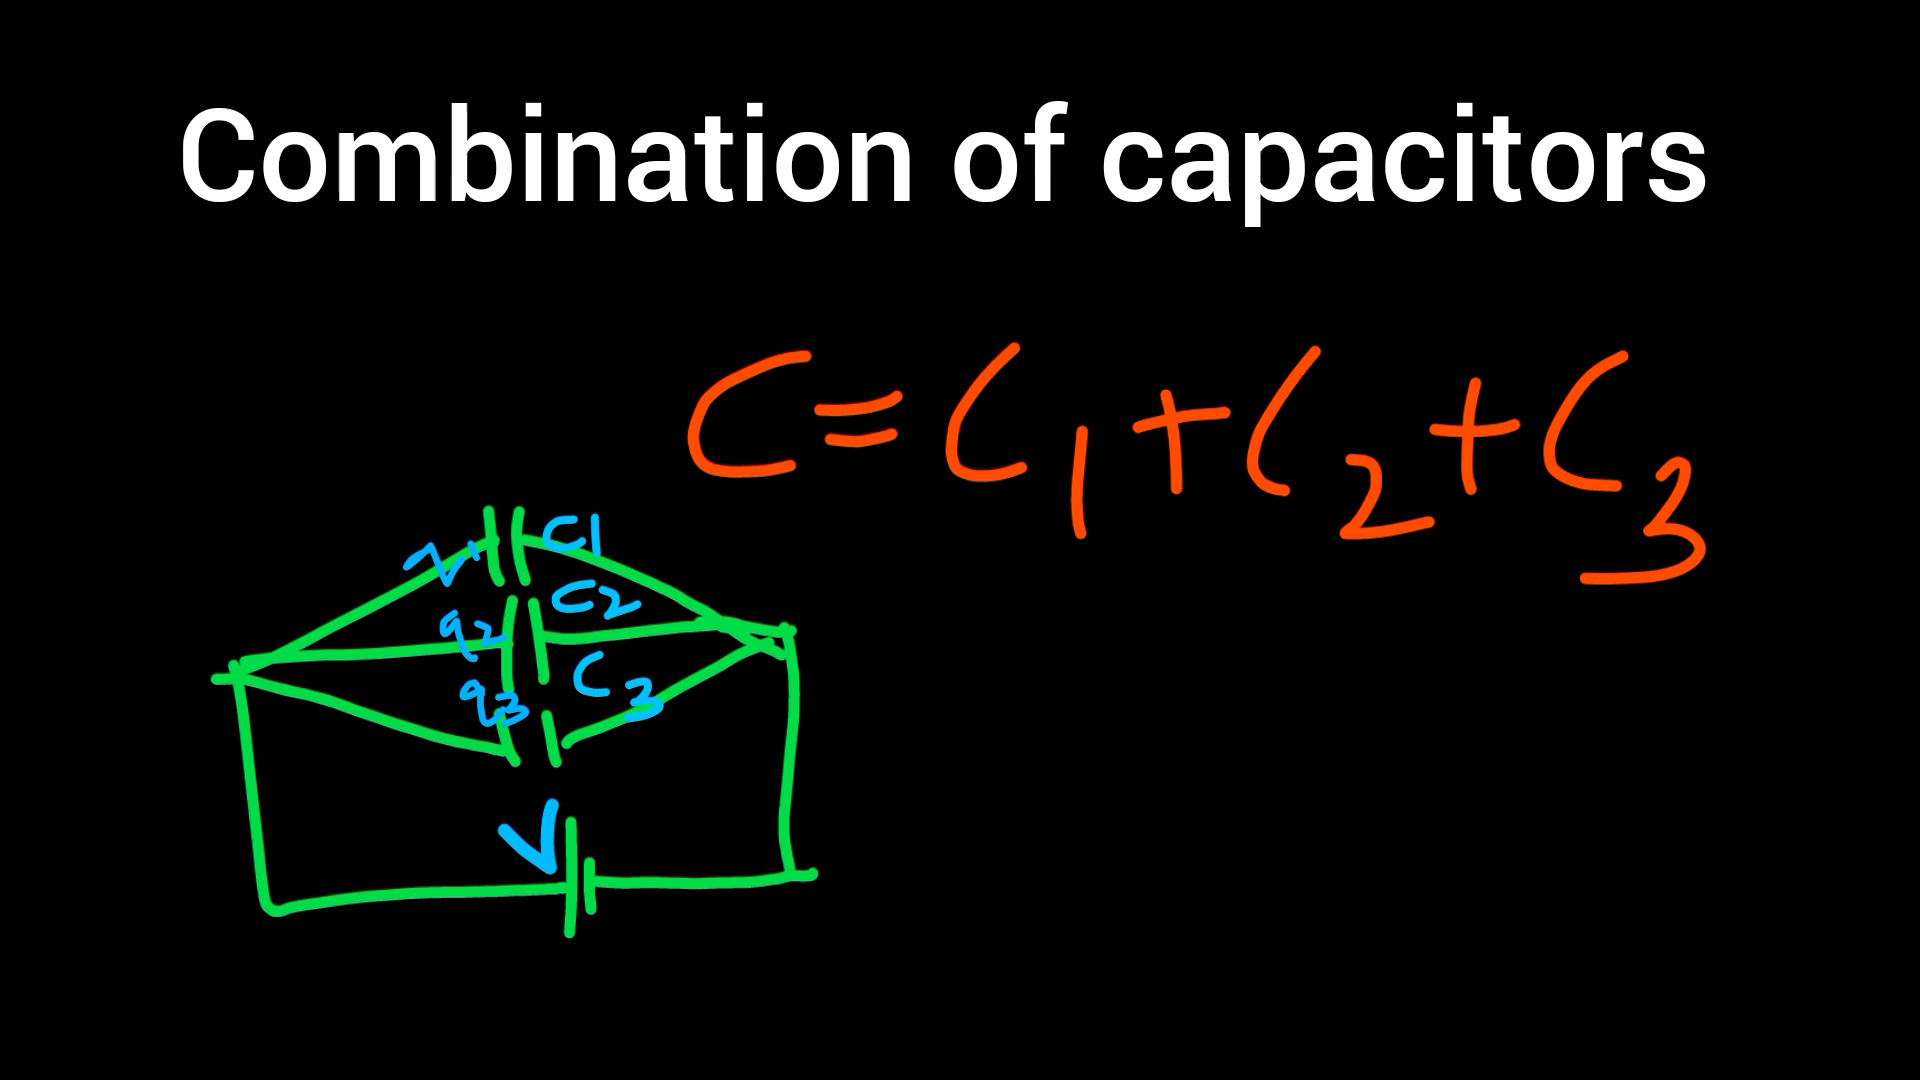 Combination of capacitors
C=C1+C2+C3
C1
q2 C2
q3 C3
V